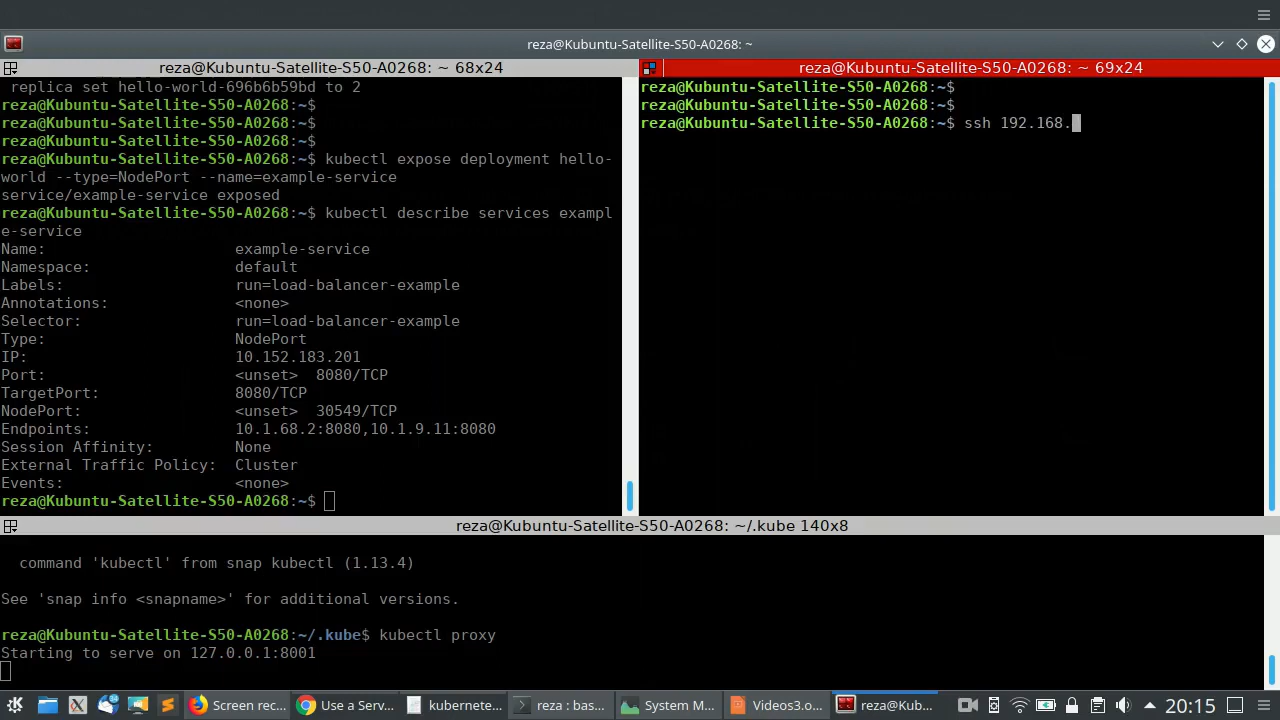 reza@Kubuntu-Satellite-S50-A0268: ~
reza@Kubuntu-Satellite-S50-A0268: ~ 68x24
replica set hello-world-696b6b59bd to 2
reza@Kubuntu-Satellite-S50-A0268:~$
reza@Kubuntu-Satellite-S50-A0268:~$
reza@Kubuntu-Satellite-S50-A0268:~$
reza@Kubuntu-Satellite-S50-A0268:~$ kubectl expose deployment hello-
world --type=NodePort --name=example-service
service/example-service exposed
reza@Kubuntu-Satellite-S50-A0268:~$ kubectl describe services exampl
e-service
Name: example-service
Namespace: default
Labels: run=load-balancer-example
Annotations: <none>
Selector: run=load-balancer-example
Type: NodePort
IP: 10.152.183.201
Port: <unset> 8080/TCP
TargetPort: 8080/TCP
NodePort: <unset> 30549/TCP
Endpoints: 10.1.68.2:8080,10.1.9.11:8080
Session Affinity: None
External Traffic Policy: Cluster
Events: <none>
reza@Kubuntu-Satellite-S50-A0268:~$
reza@Kubuntu-Satellite-S50-A0268: ~ 69x24
reza@Kubuntu-Satellite-S50-A0268:~$
reza@Kubuntu-Satellite-S50-A0268:~$
reza@Kubuntu-Satellite-S50-A0268:~$ ssh 192.168.
reza@Kubuntu-Satellite-S50-A0268: ~/.kube 140x8
command 'kubectl' from snap kubectl (1.13.4)
See 'snap info <snapname>' for additional versions.
reza@Kubuntu-Satellite-S50-A0268:~/.kube$ kubectl proxy
Starting to serve on 127.0.0.1:8001
Screen rec... Use a Serv... kubernete... reza : bas... System M... Videos3.o... reza@Kub... 20:15